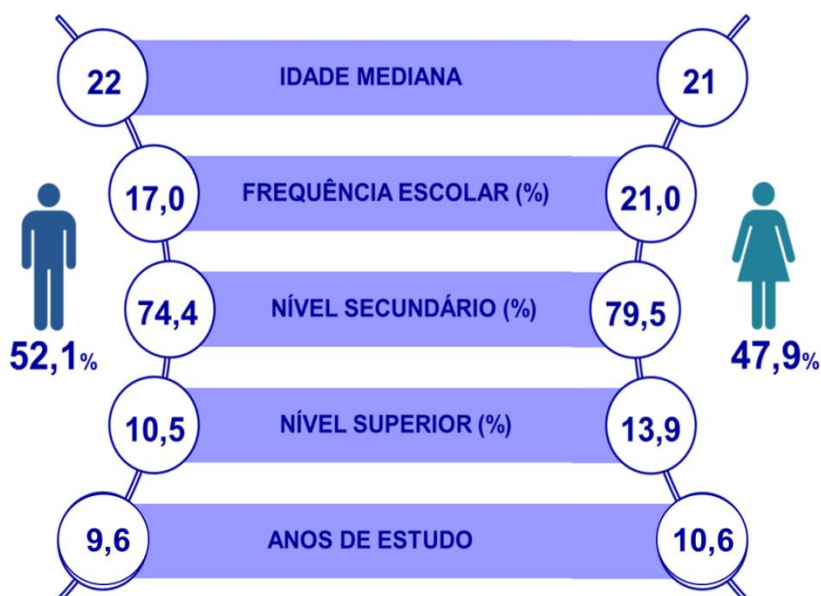 22 IDADE MEDIANA 21
17,0 FREQUÊNCIA ESCOLAR (%) 21,0
74,4 NÍVEL SECUNDÁRIO (%) 79,5
52,1% 47,9%
10,5 NÍVEL SUPERIOR (%) 13,9
9,6 ANOS DE ESTUDO 10,6